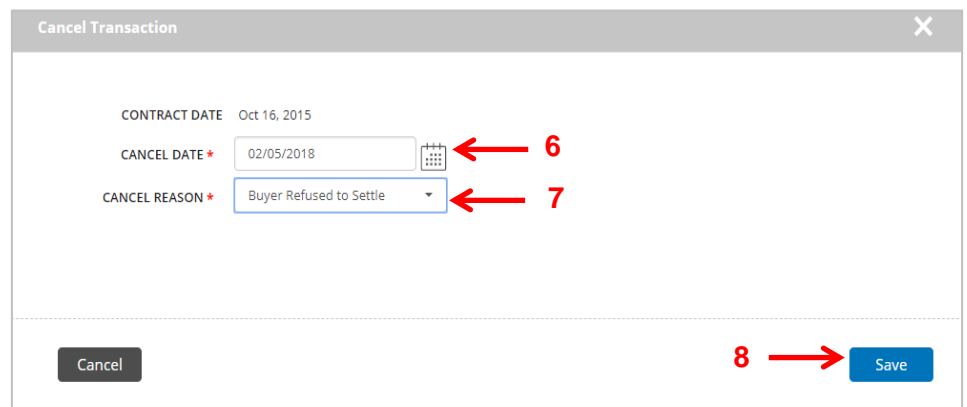 Cancel Transaction
CONTRACT DATE Oct 16, 2015
CANCEL DATE * 02/05/2018 6
CANCEL REASON * Buyer Refused to Settle 7
Cancel 8 Save